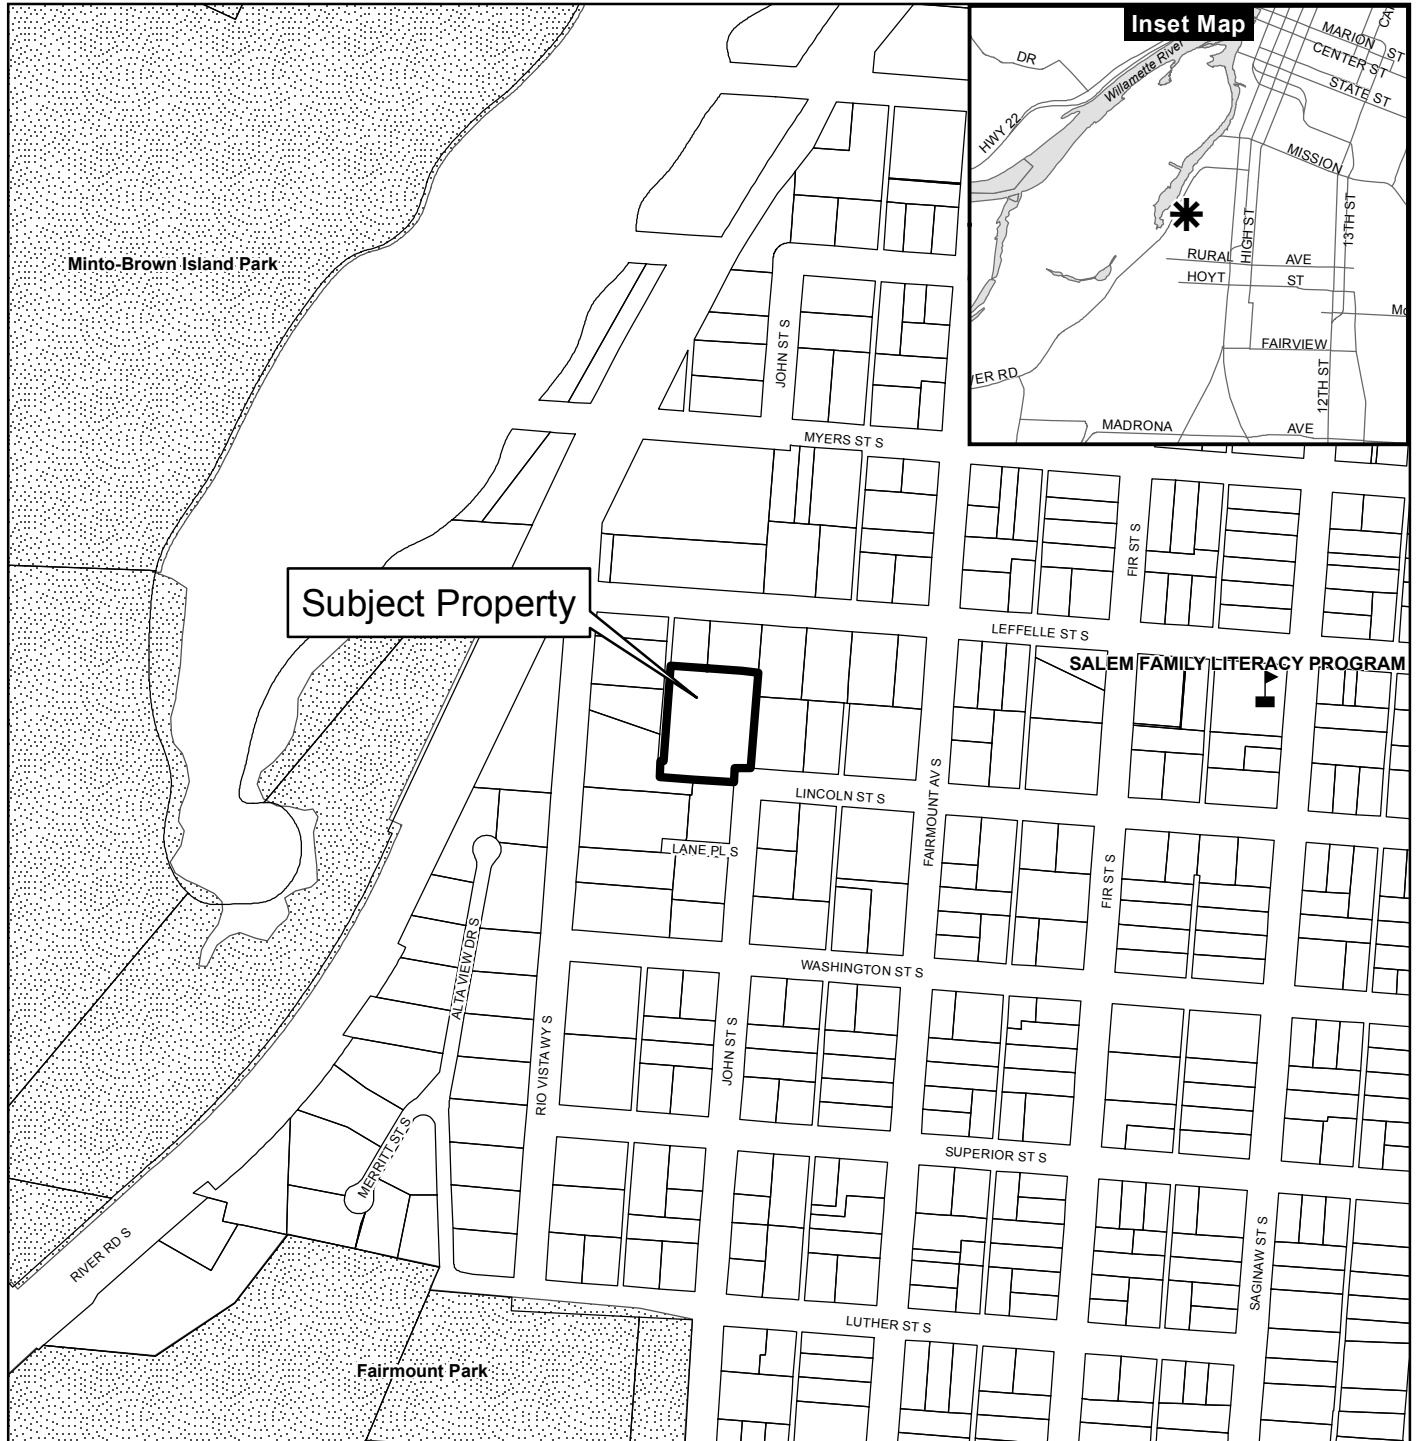 Inset Map
MARION ST
CENTER ST
STATE ST
DR
Willamette River
HWY 22
MISSION
13TH ST
HIGH ST
RURAL AVE
HOYT ST
FAIRVIEW
12TH ST
VER RD
MADRONA AVE
Minto-Brown Island Park
JOHN ST S
MYERS ST S
FIR ST S
Subject Property
LEFFELLE ST S
SALEM FAMILY LITERACY PROGRAM
LINCOLN ST S
FAIRMOUNT AV S
LANE PL S
FIR ST S
ALTA VIEW DR S
WASHINGTON ST S
RIO VISTA WY S
JOHN ST S
MERRITT ST S
SUPERIOR ST S
RIVER RD S
SAGINAW ST S
LUTHER ST S
Fairmount Park